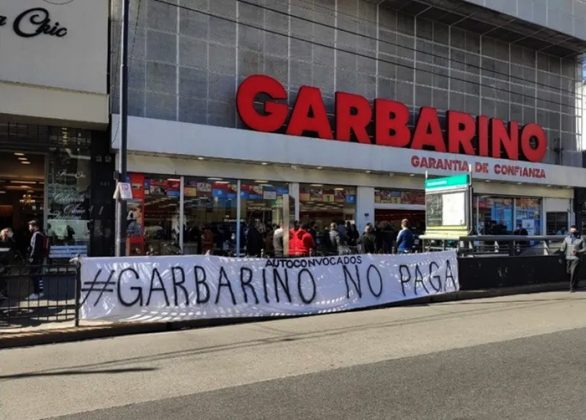 a Chic
GARBARINO
GARANTIA DE CONFIANZA
AUTOCONVOCADOS
#GARBARINO NO PAGA